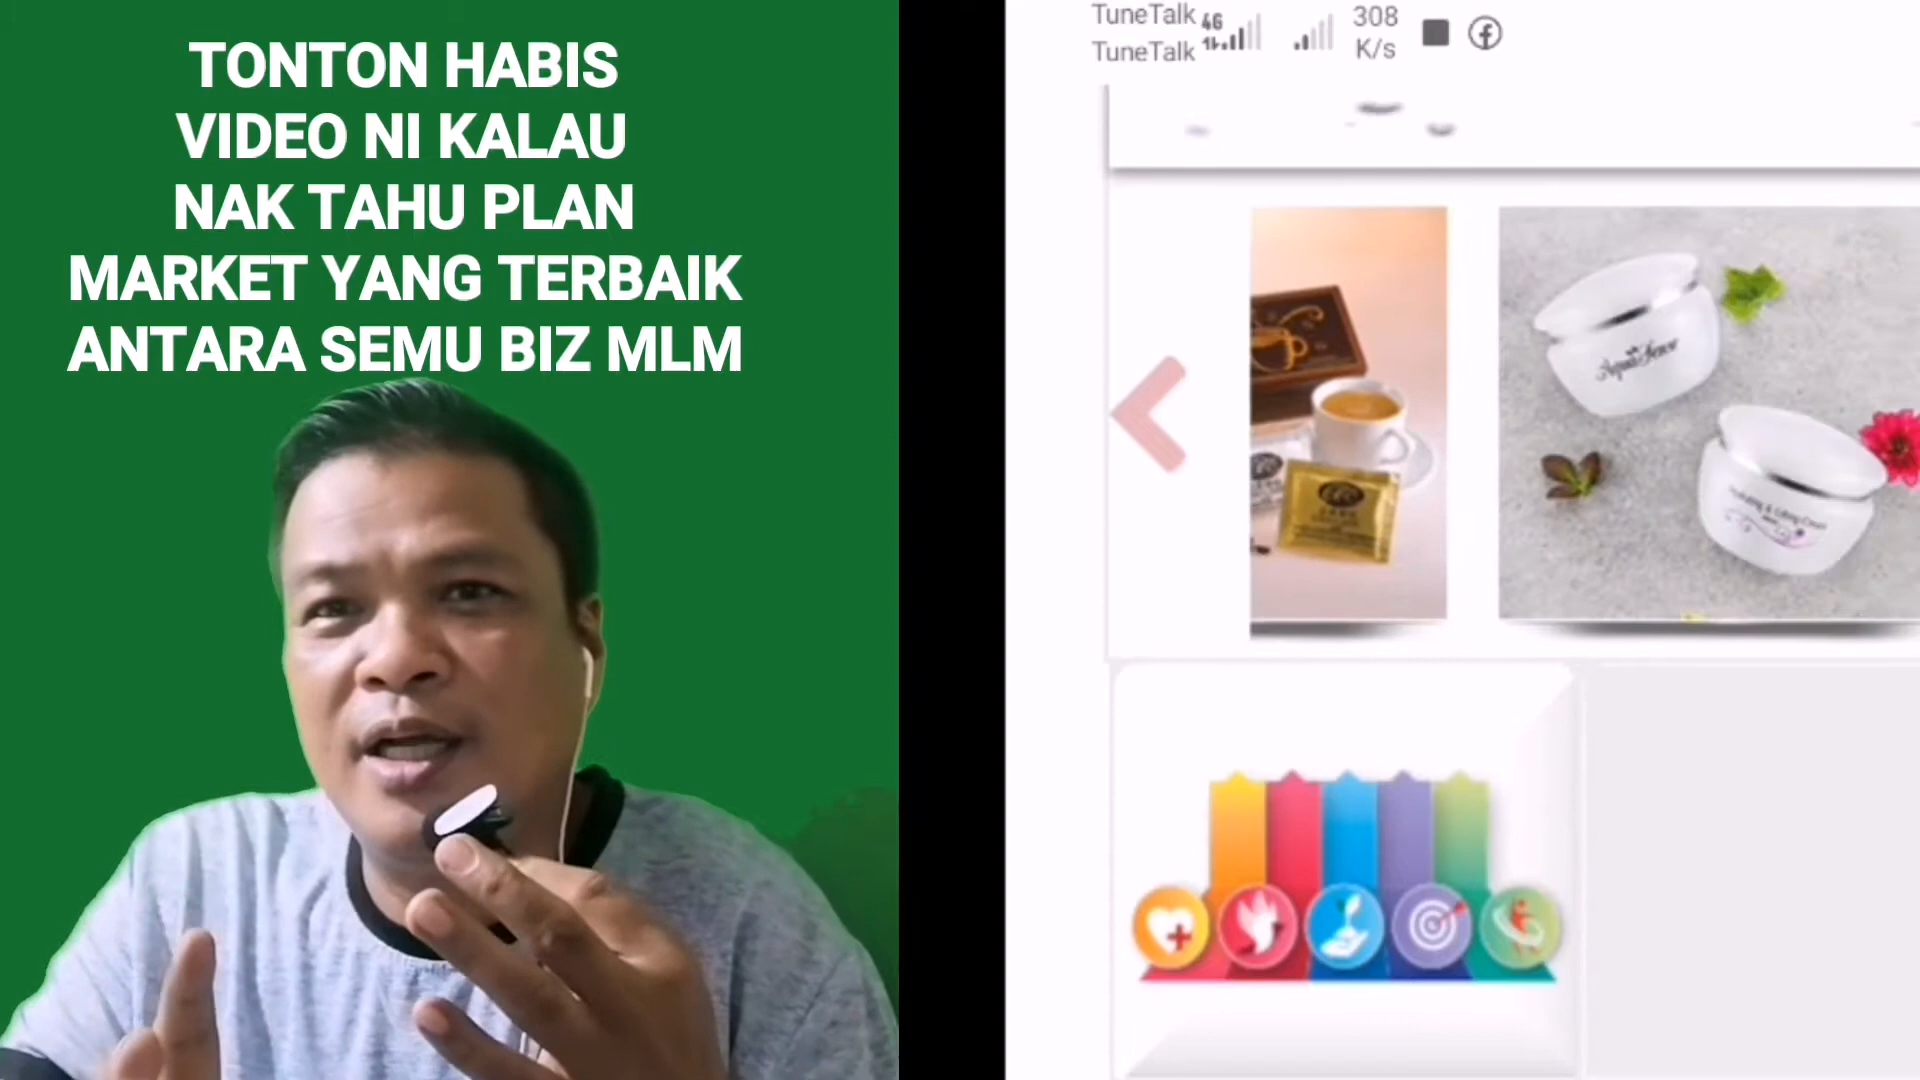 TONTON HABIS
VIDEO NI KALAU
NAK TAHU PLAN
MARKET YANG TERBAIK
ANTARA SEMU BIZ MLM
TuneTalk 4G
TuneTalk
308
K/s